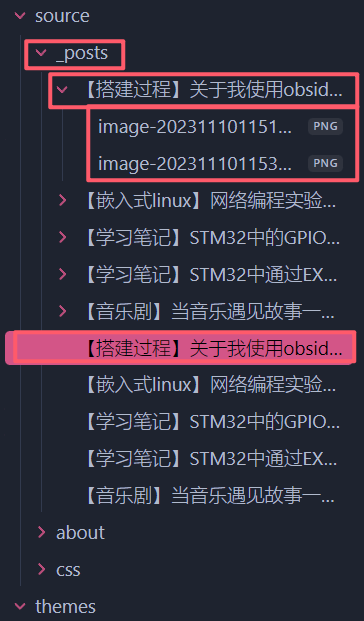 source
_posts
【搭建过程】关于我使用obsid...
image-202311101151... PNG
image-202311101153... PNG
【嵌入式linux】网络编程实验...
【学习笔记】STM32中的GPIO...
【学习笔记】STM32中通过EX...
【音乐剧】当音乐遇见故事一...
【搭建过程】关于我使用obsid...
【嵌入式linux】网络编程实验...
【学习笔记】STM32中的GPIO...
【学习笔记】STM32中通过EX...
【音乐剧】当音乐遇见故事一...
about
css
themes